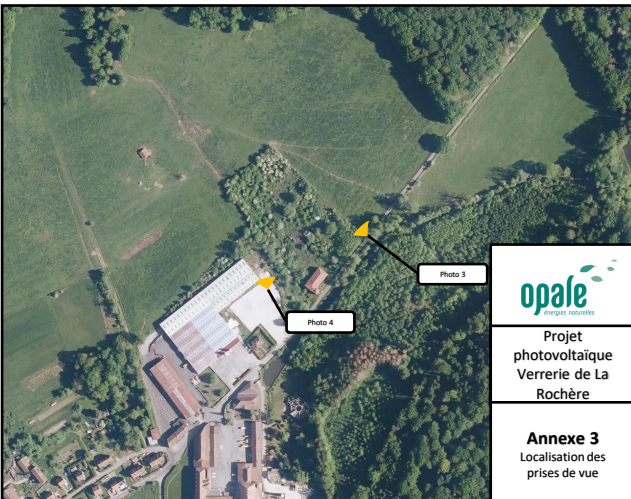 Photo 3
Photo 4
opale
énergies naturelles
Projet
photovoltaïque
Verrerie de La
Rochère
Annexe 3
Localisation des
prises de vue